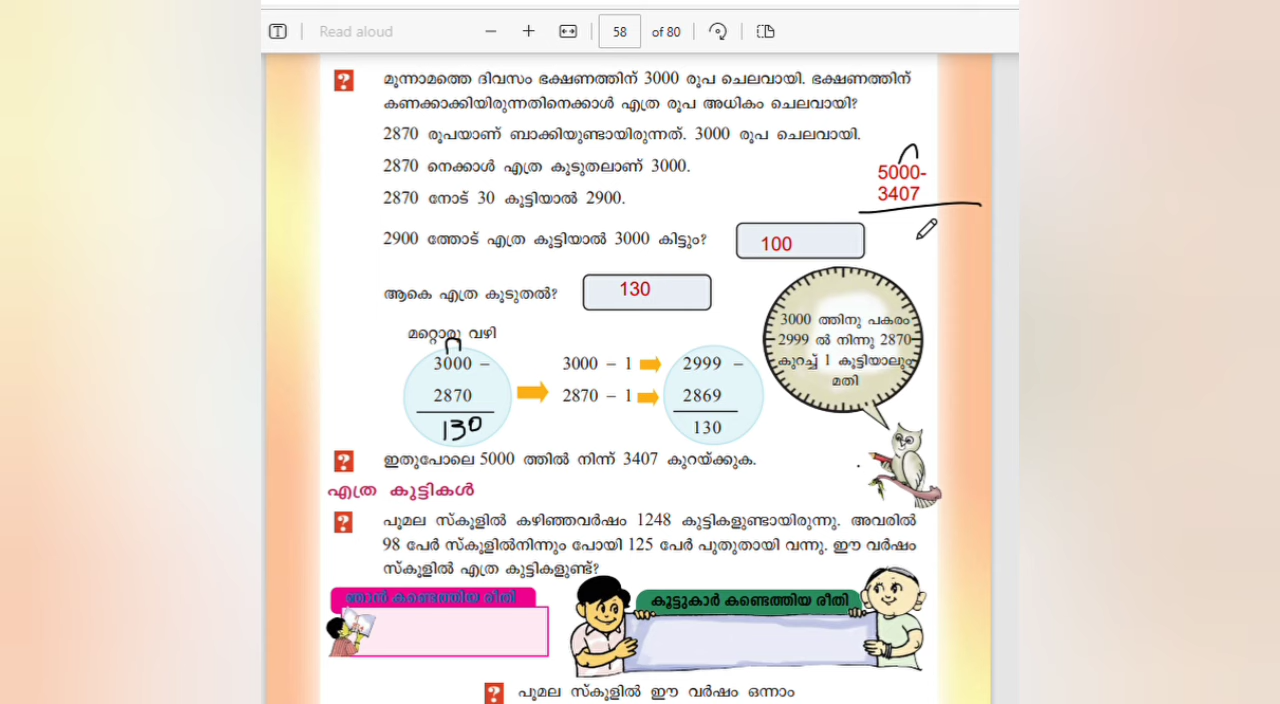 Read aloud
58 of 80
മൂന്നാമത്തെ ദിവസം ഭക്ഷണത്തിന് 3000 രൂപ ചെലവായി. ഭക്ഷണത്തിന്
കണക്കാക്കിയിരുന്നതിനെക്കാൾ എത്ര രൂപ അധികം ചെലവായി?
2870 രൂപയാണ് ബാക്കിയുണ്ടായിരുന്നത്. 3000 രൂപ ചെലവായി.
2870 നെക്കാൾ എത്ര കൂടുതലാണ് 3000.
5000-
3407
2870 നോട് 30 കൂട്ടിയാൽ 2900.
2900 ത്തോട് എത്ര കൂട്ടിയാൽ 3000 കിട്ടും?
100
ആകെ എത്ര കൂടുതൽ?
130
മറ്റൊരു വഴി
3000 –
2870
130
3000 – 1
2870 – 1
2999 –
2869
130
3000 ത്തിനു പകരം
2999 ൽ നിന്നു 2870
കുറച്ച് 1 കൂട്ടിയാലും
മതി
ഇതുപോലെ 5000 ത്തിൽ നിന്ന് 3407 കുറയ്ക്കുക.
എത്ര കുട്ടികൾ
പൂമല സ്കൂളിൽ കഴിഞ്ഞവർഷം 1248 കുട്ടികളുണ്ടായിരുന്നു. അവരിൽ
98 പേർ സ്കൂളിൽനിന്നും പോയി 125 പേർ പുതുതായി വന്നു. ഈ വർഷം
സ്കൂളിൽ എത്ര കുട്ടികളുണ്ട്?
ഞാൻ കണ്ടെത്തിയ രീതി
കൂട്ടുകാർ കണ്ടെത്തിയ രീതി
പൂമല സ്കൂളിൽ ഈ വർഷം ഒന്നാം